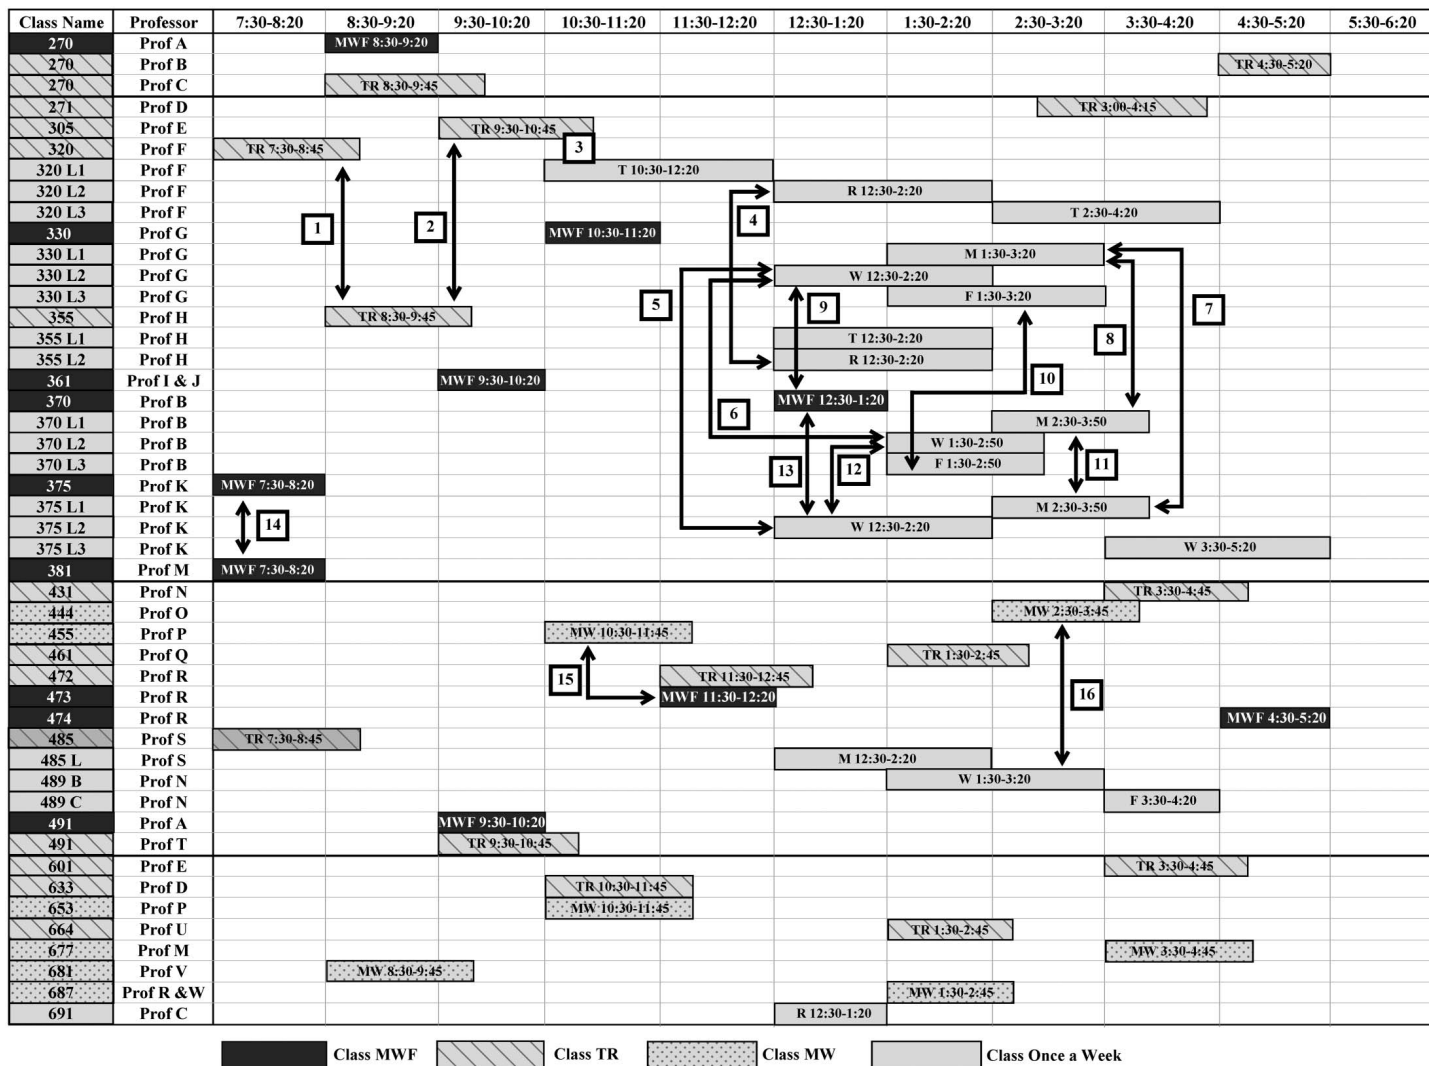 Class Name Professor 7:30-8:20 8:30-9:20 9:30-10:20 10:30-11:20 11:30-12:20 12:30-1:20 1:30-2:20 2:30-3:20 3:30-4:20 4:30-5:20 5:30-6:20
270 Prof A MWF 8:30-9:20
270 Prof B TR 4:30-5:20
270 Prof C TR 8:30-9:45
271 Prof D TR 3:00-4:15
305 Prof E TR 9:30-10:45
320 Prof F TR 7:30-8:45 3
320 L1 Prof F T 10:30-12:20
320 L2 Prof F R 12:30-2:20
320 L3 Prof F T 2:30-4:20
4
330 Prof G MWF 10:30-11:20
1 2
330 L1 Prof G M 1:30-3:20
330 L2 Prof G W 12:30-2:20
330 L3 Prof G F 1:30-3:20
5 9 7
355 Prof H TR 8:30-9:45
355 L1 Prof H T 12:30-2:20
8
355 L2 Prof H R 12:30-2:20
361 Prof I & J MWF 9:30-10:20
10
370 Prof B MWF 12:30-1:20
370 L1 Prof B M 2:30-3:50
6
370 L2 Prof B W 1:30-2:50
370 L3 Prof B F 1:30-2:50
13 12 11
375 Prof K MWF 7:30-8:20
375 L1 Prof K M 2:30-3:50
375 L2 Prof K W 12:30-2:20
14
375 L3 Prof K W 3:30-5:20
381 Prof M MWF 7:30-8:20
431 Prof N TR 3:30-4:45
444 Prof O MW 2:30-3:45
455 Prof P MW 10:30-11:45
461 Prof Q TR 1:30-2:45
472 Prof R TR 11:30-12:45
15
473 Prof R MWF 11:30-12:20
16
474 Prof R MWF 4:30-5:20
485 Prof S TR 7:30-8:45
485 L Prof S M 12:30-2:20
489 B Prof N W 1:30-3:20
489 C Prof N F 3:30-4:20
491 Prof A MWF 9:30-10:20
491 Prof T TR 9:30-10:45
601 Prof E TR 3:30-4:45
633 Prof D TR 10:30-11:45
653 Prof P MW 10:30-11:45
664 Prof U TR 1:30-2:45
677 Prof M MW 3:30-4:45
681 Prof V MW 8:30-9:45
687 Prof R &W MW 1:30-2:45
691 Prof C R 12:30-1:20
Class MWF Class TR Class MW Class Once a Week